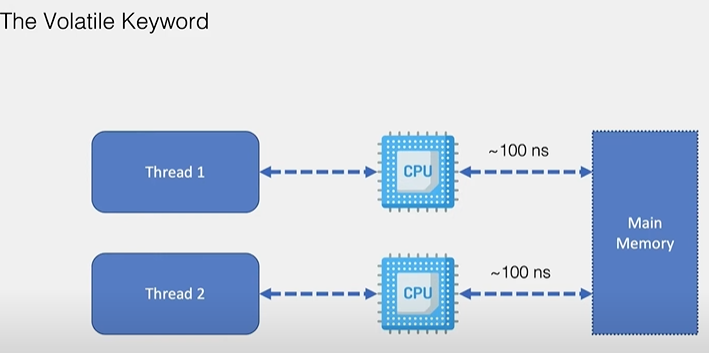 The Volatile Keyword
Thread 1
CPU
~100 ns
Main
Memory
Thread 2
CPU
~100 ns